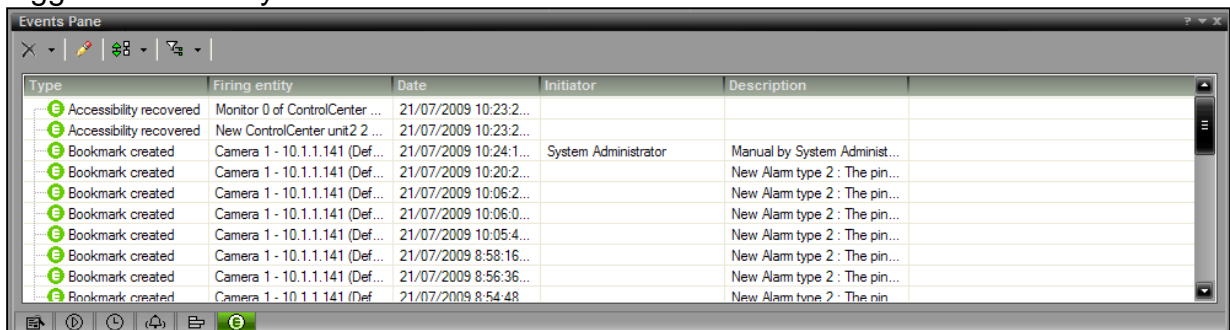 Events Pane
Type Firing entity Date Initiator Description
Accessibility recovered Monitor 0 of ControlCenter ... 21/07/2009 10:23:2...
Accessibility recovered New ControlCenter unit2 2 ... 21/07/2009 10:23:2...
Bookmark created Camera 1 - 10.1.1.141 (Def... 21/07/2009 10:24:1... System Administrator Manual by System Administ...
Bookmark created Camera 1 - 10.1.1.141 (Def... 21/07/2009 10:20:2... New Alarm type 2 : The pin...
Bookmark created Camera 1 - 10.1.1.141 (Def... 21/07/2009 10:06:2... New Alarm type 2 : The pin...
Bookmark created Camera 1 - 10.1.1.141 (Def... 21/07/2009 10:06:0... New Alarm type 2 : The pin...
Bookmark created Camera 1 - 10.1.1.141 (Def... 21/07/2009 10:05:4... New Alarm type 2 : The pin...
Bookmark created Camera 1 - 10.1.1.141 (Def... 21/07/2009 8:58:16... New Alarm type 2 : The pin...
Bookmark created Camera 1 - 10.1.1.141 (Def... 21/07/2009 8:56:36... New Alarm type 2 : The pin...
Bookmark created Camera 1 - 10.1.1.141 (Def 21/07/2009 8:54:48 New Alarm type 2 : The pin